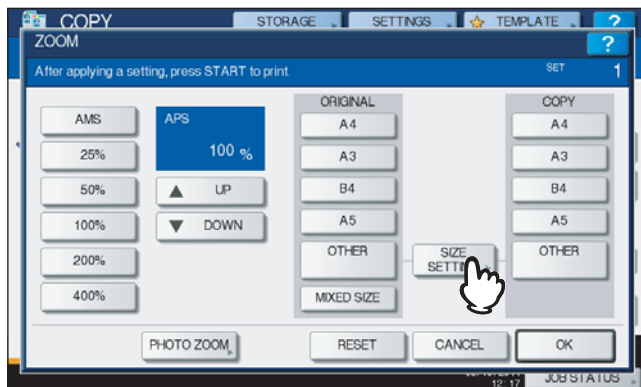 COPY
STORAGE
SETTINGS
TEMPLATE
?
ZOOM
?
After applying a setting, press START to print.
SET 1
AMS
25%
50%
100%
200%
400%
APS
100 %
UP
DOWN
ORIGINAL
A4
A3
B4
A5
OTHER
MIXED SIZE
SIZE
COPY
A4
A3
B4
A5
OTHER
PHOTO ZOOM
RESET
CANCEL
OK
12:17
JOB STATUS